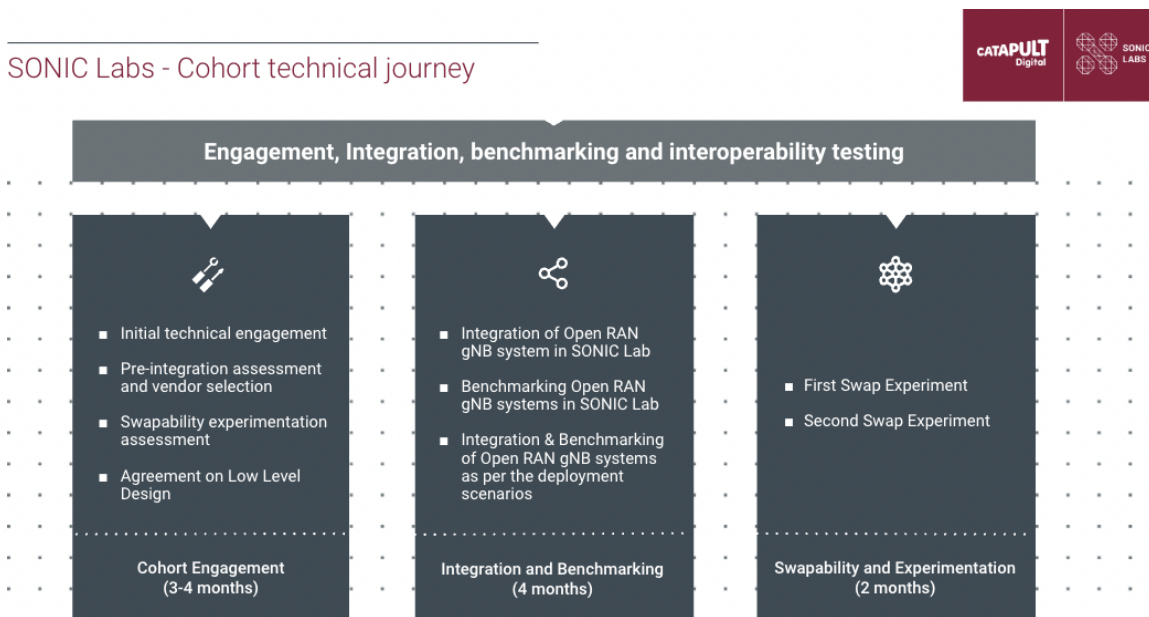 SONIC Labs - Cohort technical journey
CATAPULT
Digital
SONIC
LABS
Engagement, Integration, benchmarking and interoperability testing
Initial technical engagement
Pre-integration assessment
and vendor selection
Swapability experimentation
assessment
Agreement on Low Level
Design
Cohort Engagement
(3-4 months)
Integration of Open RAN
gNB system in SONIC Lab
Benchmarking Open RAN
gNB systems in SONIC Lab
Integration & Benchmarking
of Open RAN gNB systems
as per the deployment
scenarios
Integration and Benchmarking
(4 months)
First Swap Experiment
Second Swap Experiment
Swapability and Experimentation
(2 months)